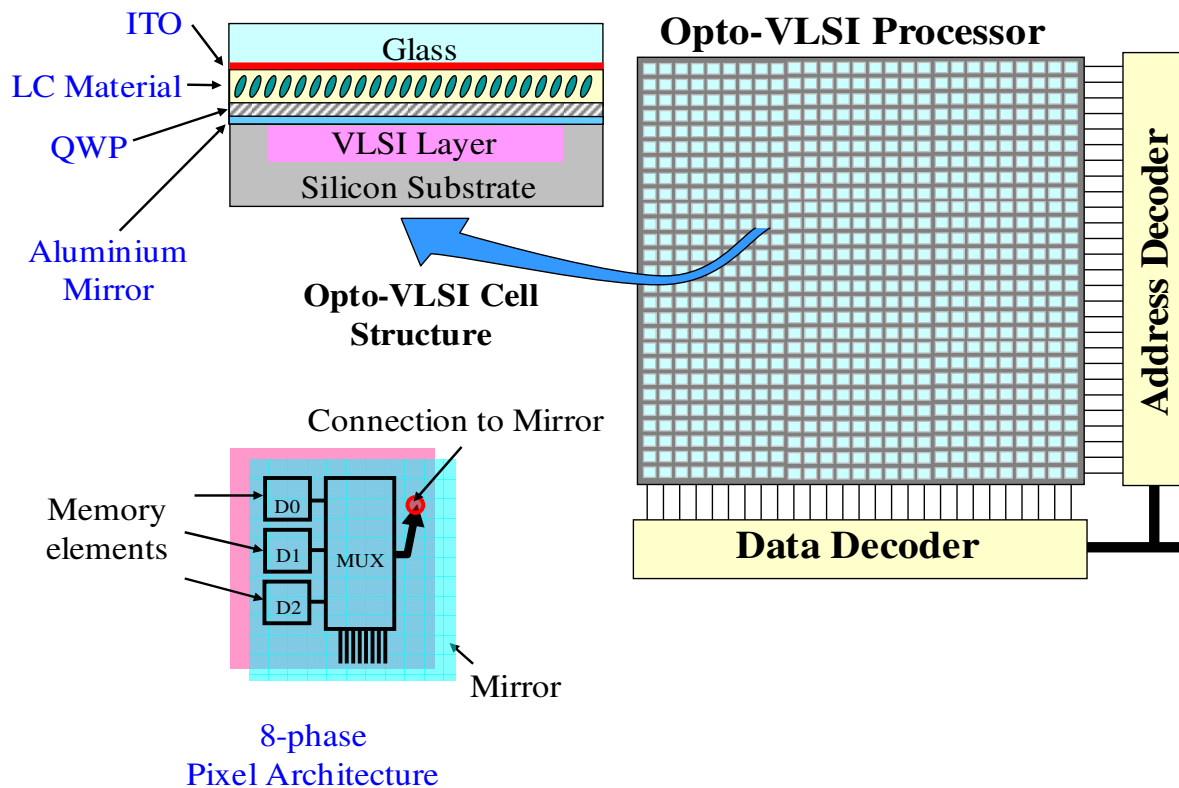 ITO
Glass
LC Material
QWP
VLSI Layer
Silicon Substrate
Aluminium
Mirror
Opto-VLSI Cell
Structure
Opto-VLSI Processor
Address Decoder
Data Decoder
Connection to Mirror
Memory
elements
D0
D1
D2
MUX
Mirror
8-phase
Pixel Architecture